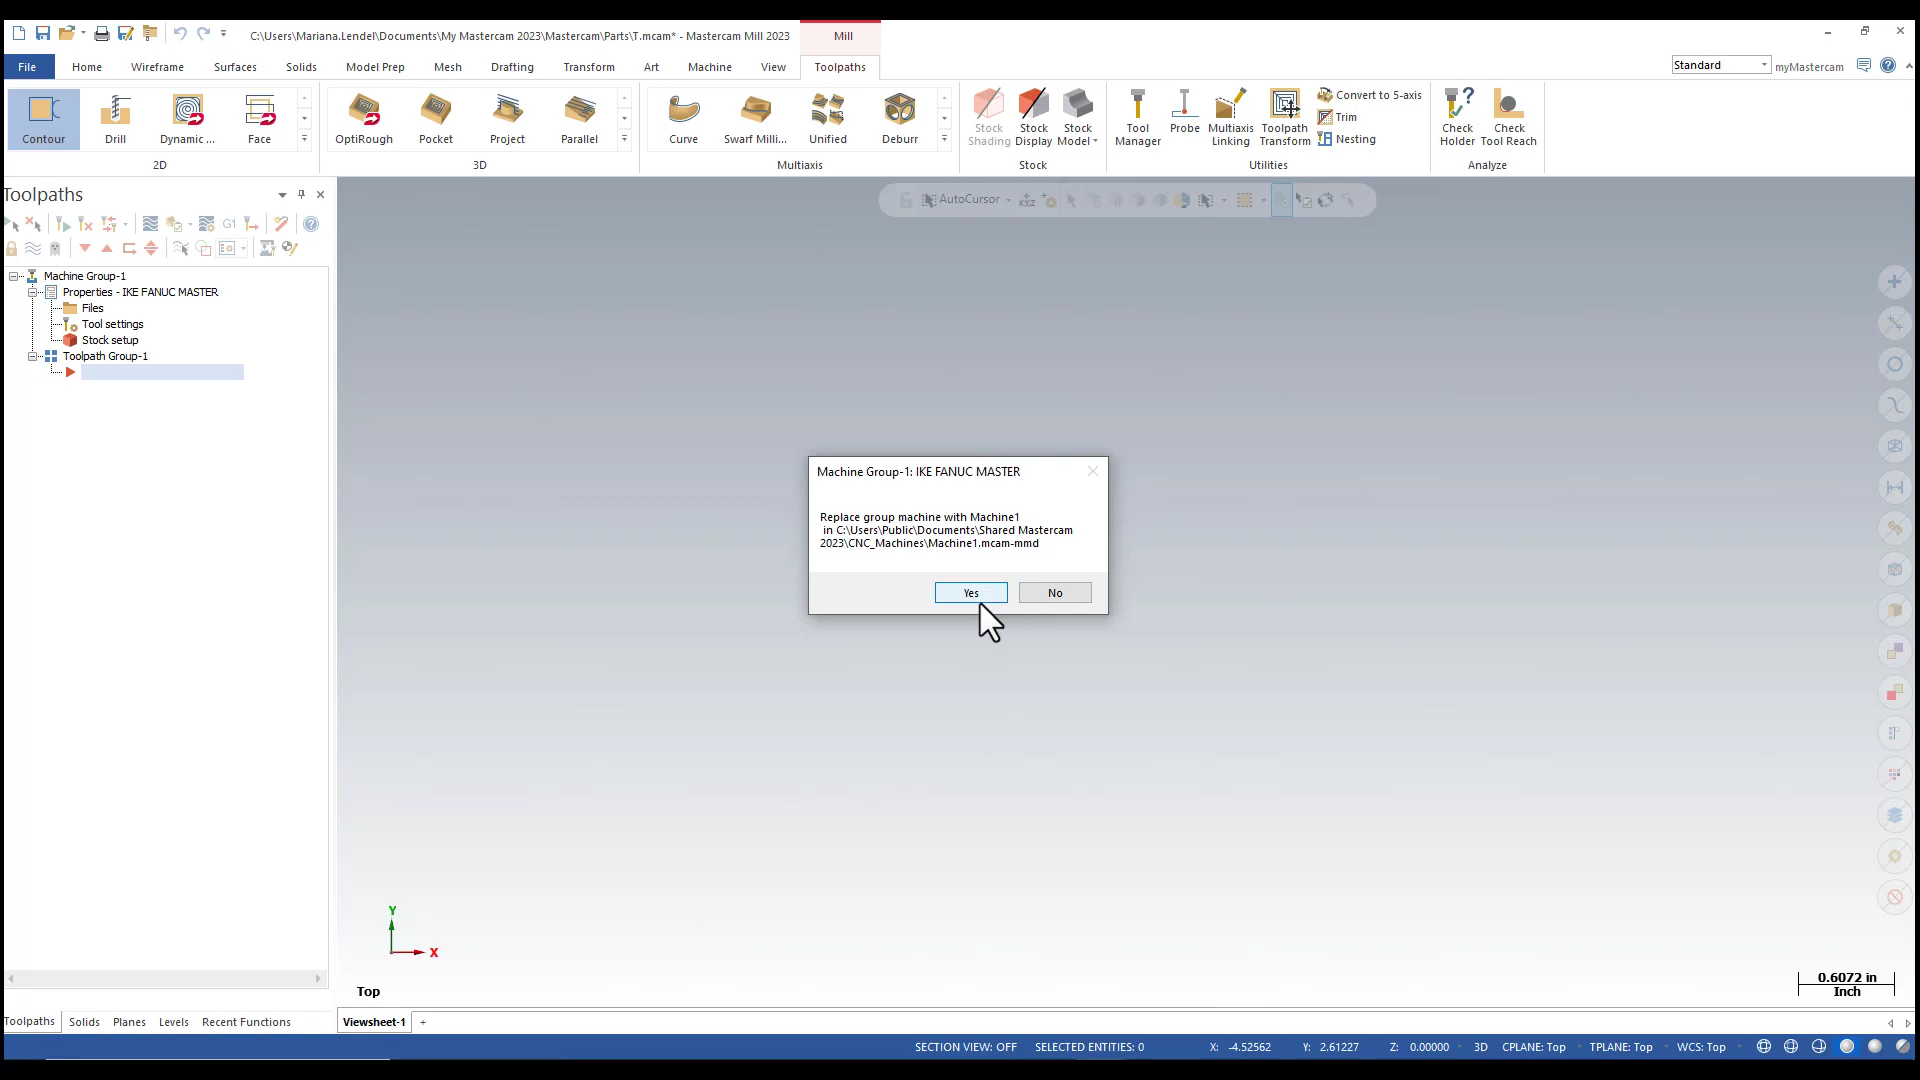 C:\Users\Mariana.Lendel\Documents\My Mastercam 2023\Mastercam\Parts\T.mcam* - Mastercam Mill 2023
Mill
File
Home
Wireframe
Surfaces
Solids
Model Prep
Mesh
Drafting
Transform
Art
Machine
View
Toolpaths
Standard
myMastercam
Contour
Drill
Dynamic ...
Face
OptiRough
Pocket
Project
Parallel
Curve
Swarf Milli...
Unified
Deburr
Stock
Shading
Stock
Display
Stock
Model
Tool
Manager
Probe
Multiaxis
Linking
Toolpath
Transform
Convert to 5-axis
Trim
Nesting
Check
Holder
Check
Tool Reach
2D
3D
Multiaxis
Stock
Utilities
Analyze
Toolpaths
G1
AutoCursor
XYZ
Machine Group-1
Properties - IKE FANUC MASTER
Files
Tool settings
Stock setup
Toolpath Group-1
Machine Group-1: IKE FANUC MASTER
Replace group machine with Machine1
in C:\Users\Public\Documents\Shared Mastercam
2023\CNC_Machines\Machine1.mcam-mmd
Yes
No
Y
X
Top
0.6072 in
Inch
Toolpaths
Solids
Planes
Levels
Recent Functions
Viewsheet-1
+
SECTION VIEW: OFF
SELECTED ENTITIES: 0
X: -4.52562
Y: 2.61227
Z: 0.00000
3D
CPLANE: Top
TPLANE: Top
WCS: Top